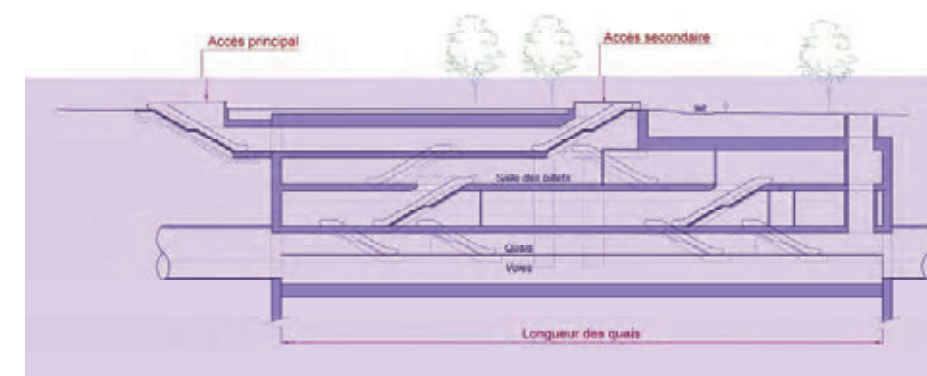 Accès principal
Accès secondaire
Salle des billets
Quais
Voies
Longueur des quais